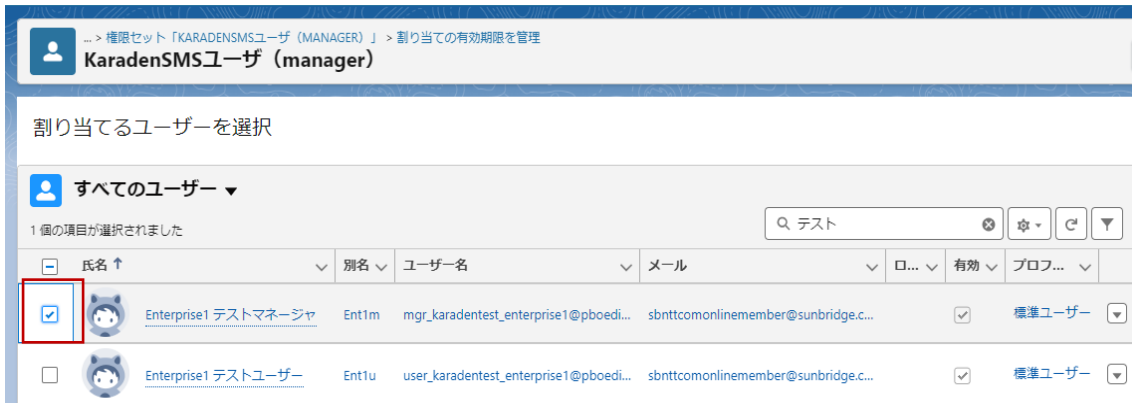 ... > 権限セット「KARADENSMSユーザ（MANAGER）」 > 割り当ての有効期限を管理
KaradenSMSユーザ（manager）
割り当てるユーザーを選択
すべてのユーザー
1 個の項目が選択されました
テスト
氏名 別名 ユーザー名 メール ロ... 有効 プロフ...
Enterprise1 テストマネージャ Ent1m mgr_karadentest_enterprise1@pboedi... sbnttcomonlinemember@sunbridge.c... 標準ユーザー
Enterprise1 テストユーザー Ent1u user_karadentest_enterprise1@pboedi... sbnttcomonlinemember@sunbridge.c... 標準ユーザー